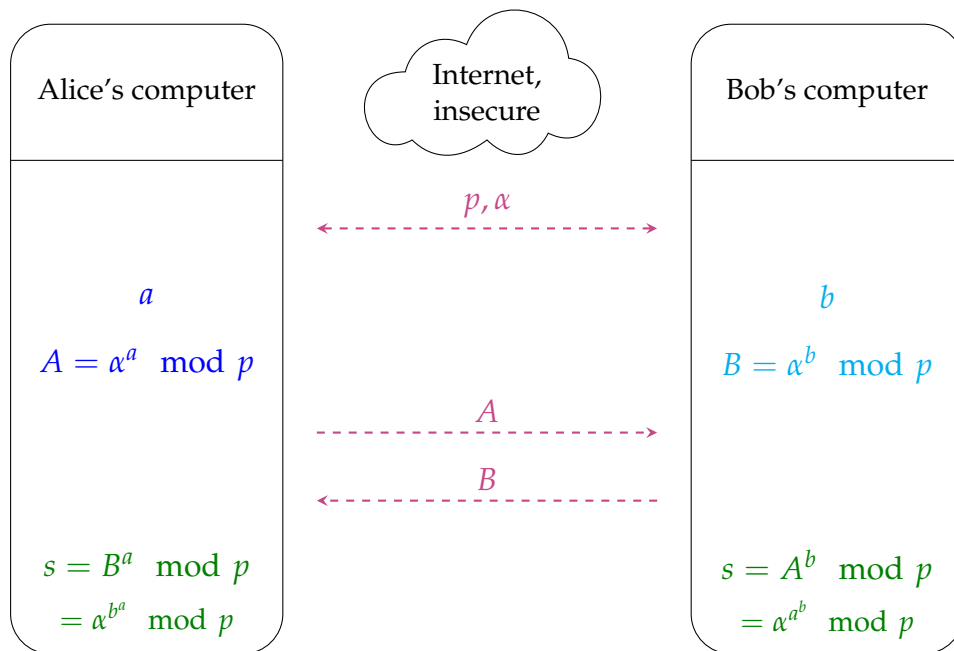 Alice's computer
Internet,
insecure
Bob's computer
p, α
a
b
A = α^a mod p
B = α^b mod p
A
B
s = B^a mod p
= α^{b^a} mod p
s = A^b mod p
= α^{a^b} mod p